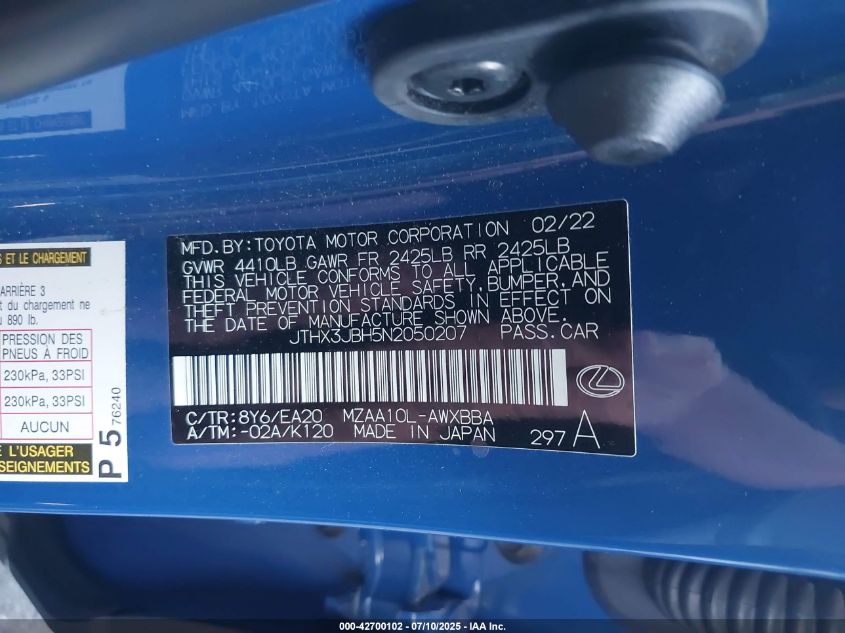 S ET LE CHARGEMENT
ARRIÈRE 3
t du chargement ne
890 lb.
PRESSION DES
PNEUS À FROID
230kPa, 33PSI
230kPa, 33PSI
AUCUN
L'USAGER
NSEIGNEMENTS
P 5 76240
MFD. BY: TOYOTA MOTOR CORPORATION 02/22
GVWR 4410LB GAWR FR 2425LB RR 2425LB
THIS VEHICLE CONFORMS TO ALL APPLICABLE
FEDERAL MOTOR VEHICLE SAFETY, BUMPER, AND
THEFT PREVENTION STANDARDS IN EFFECT ON
THE DATE OF MANUFACTURE SHOWN ABOVE.
JTHX3JBH5N2050207 PASS.CAR
C/TR:8Y6/EA20 MZAA10L-AWXBBA
A/TM:-02A/K120 MADE IN JAPAN 297 A
000-42700102 - 07/10/2025 - IAA Inc.